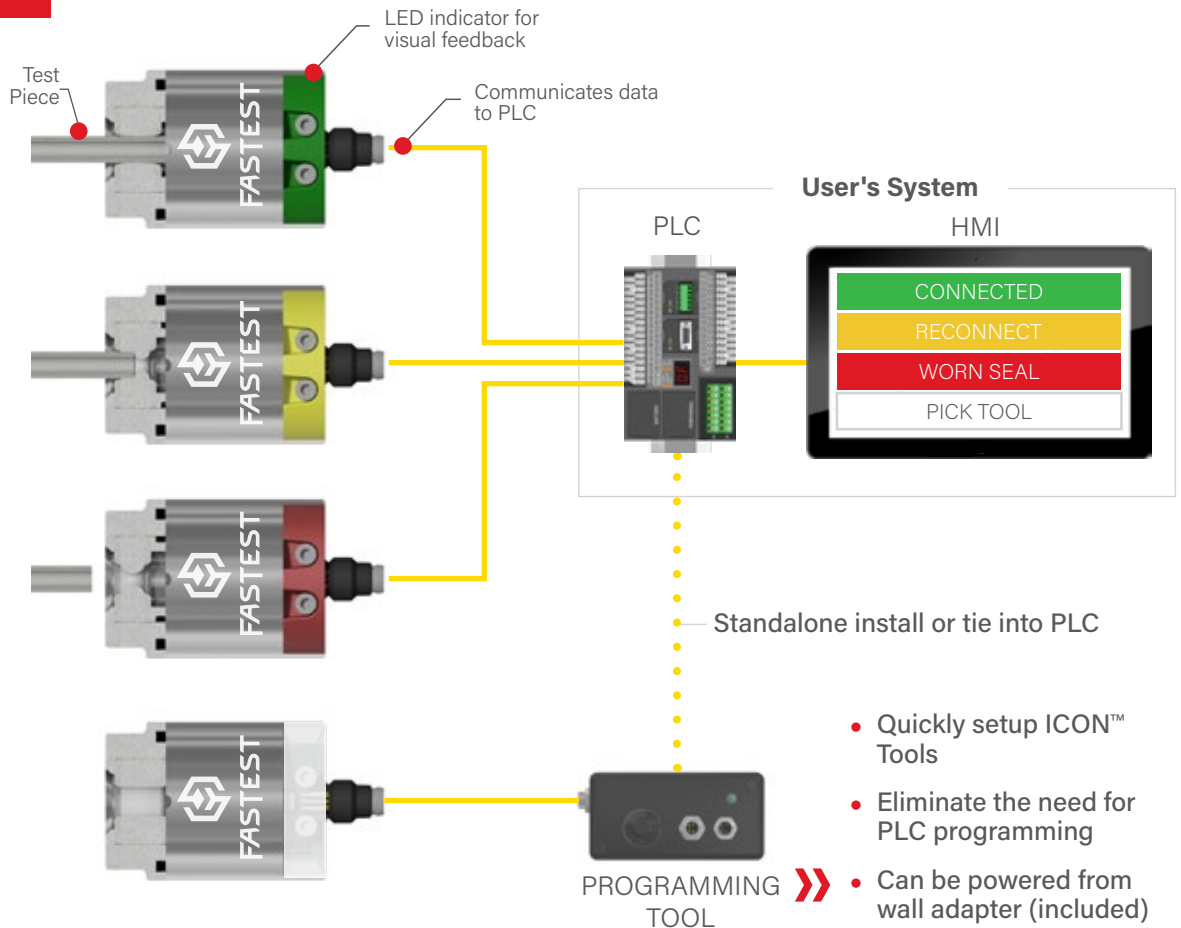 LED indicator for
visual feedback
Test
Piece
Communicates data
to PLC
FASTEST
User's System
PLC
HMI
CONNECTED
RECONNECT
WORN SEAL
PICK TOOL
FASTEST
FASTEST
Standalone install or tie into PLC
FASTEST
PROGRAMMING
TOOL
• Quickly setup ICON™
Tools
• Eliminate the need for
PLC programming
• Can be powered from
wall adapter (included)